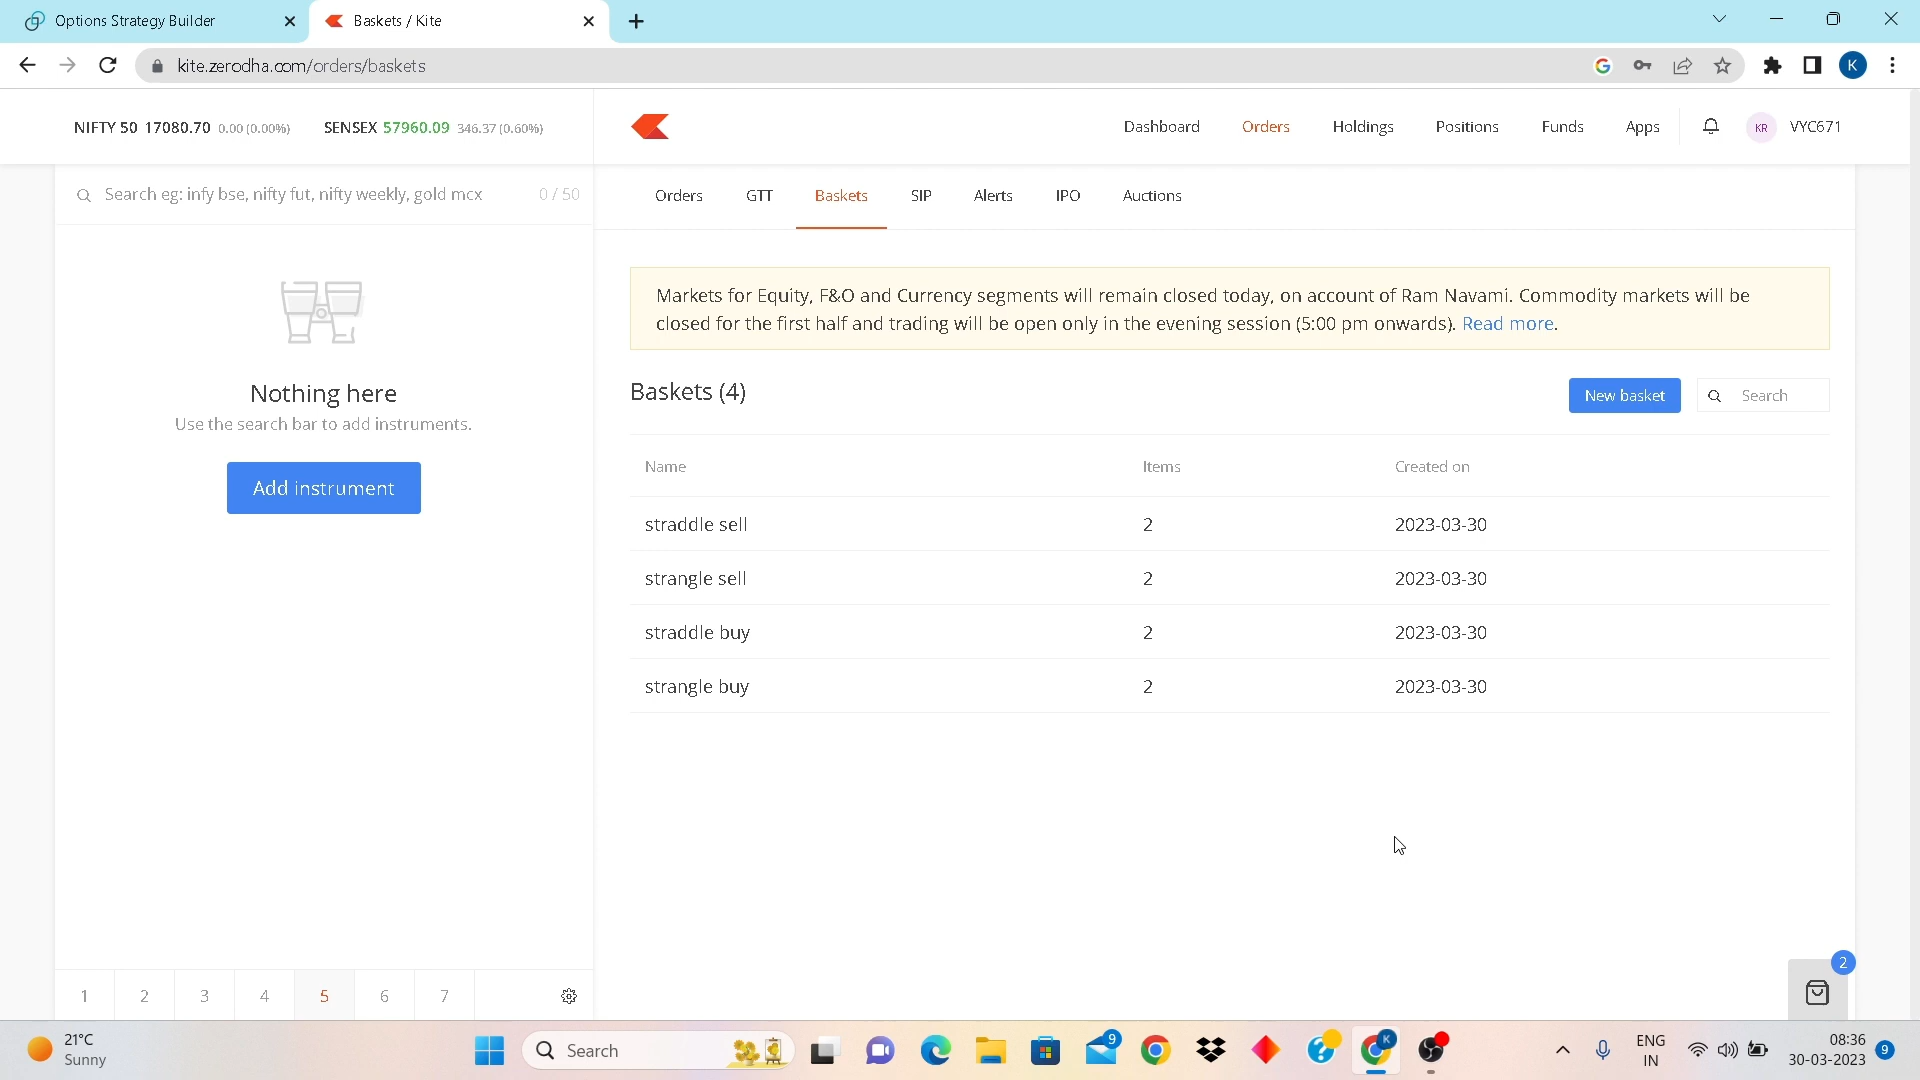 Options Strategy Builder
Baskets / Kite
kite.zerodha.com/orders/baskets
K
NIFTY 50 17080.70 0.00 (0.00%) SENSEX 57960.09 346.37 (0.60%)
Dashboard Orders Holdings Positions Funds Apps KR VYC671
Search eg: infy bse, nifty fut, nifty weekly, gold mcx 0 / 50
Orders GTT Baskets SIP Alerts IPO Auctions
Markets for Equity, F&O and Currency segments will remain closed today, on account of Ram Navami. Commodity markets will be
closed for the first half and trading will be open only in the evening session (5:00 pm onwards). Read more.
Nothing here
Use the search bar to add instruments.
Add instrument
Baskets (4)
New basket
Search
Name Items Created on
straddle sell 2 2023-03-30
strangle sell 2 2023-03-30
straddle buy 2 2023-03-30
strangle buy 2 2023-03-30
2
1 2 3 4 5 6 7
21°C
Sunny
Search
9
K
ENG
IN
08:36
30-03-2023
9